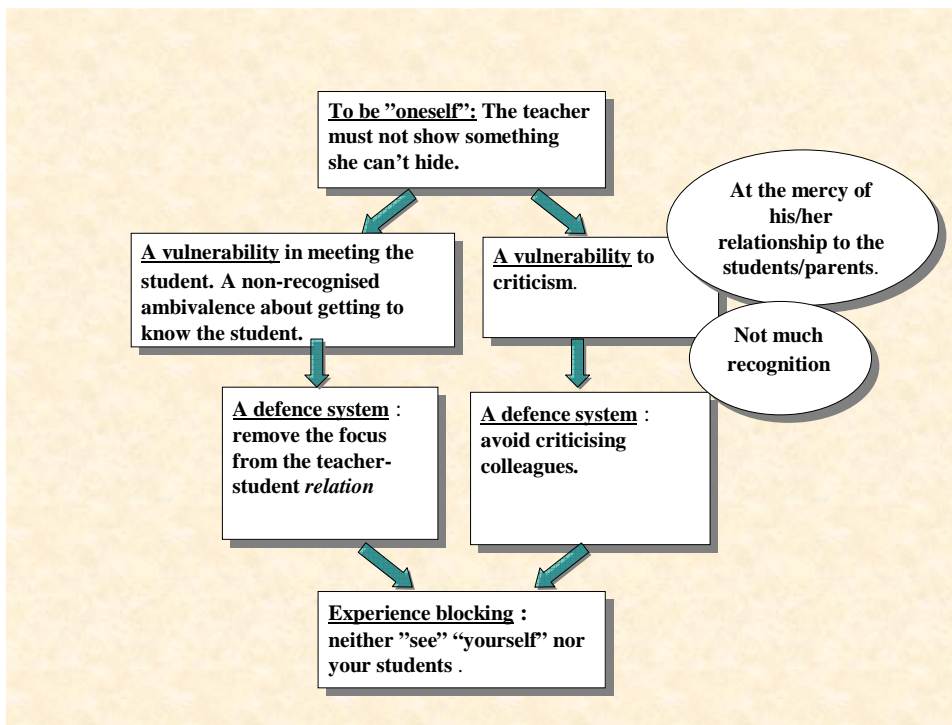 To be ”oneself”: The teacher
must not show something
she can’t hide.
At the mercy of
his/her
relationship to the
students/parents.
A vulnerability in meeting the
student. A non-recognised
ambivalence about getting to
know the student.
A vulnerability to
criticism.
Not much
recognition
A defence system :
remove the focus
from the teacher-
student relation
A defence system :
avoid criticising
colleagues.
Experience blocking :
neither ”see” “yourself” nor
your students .